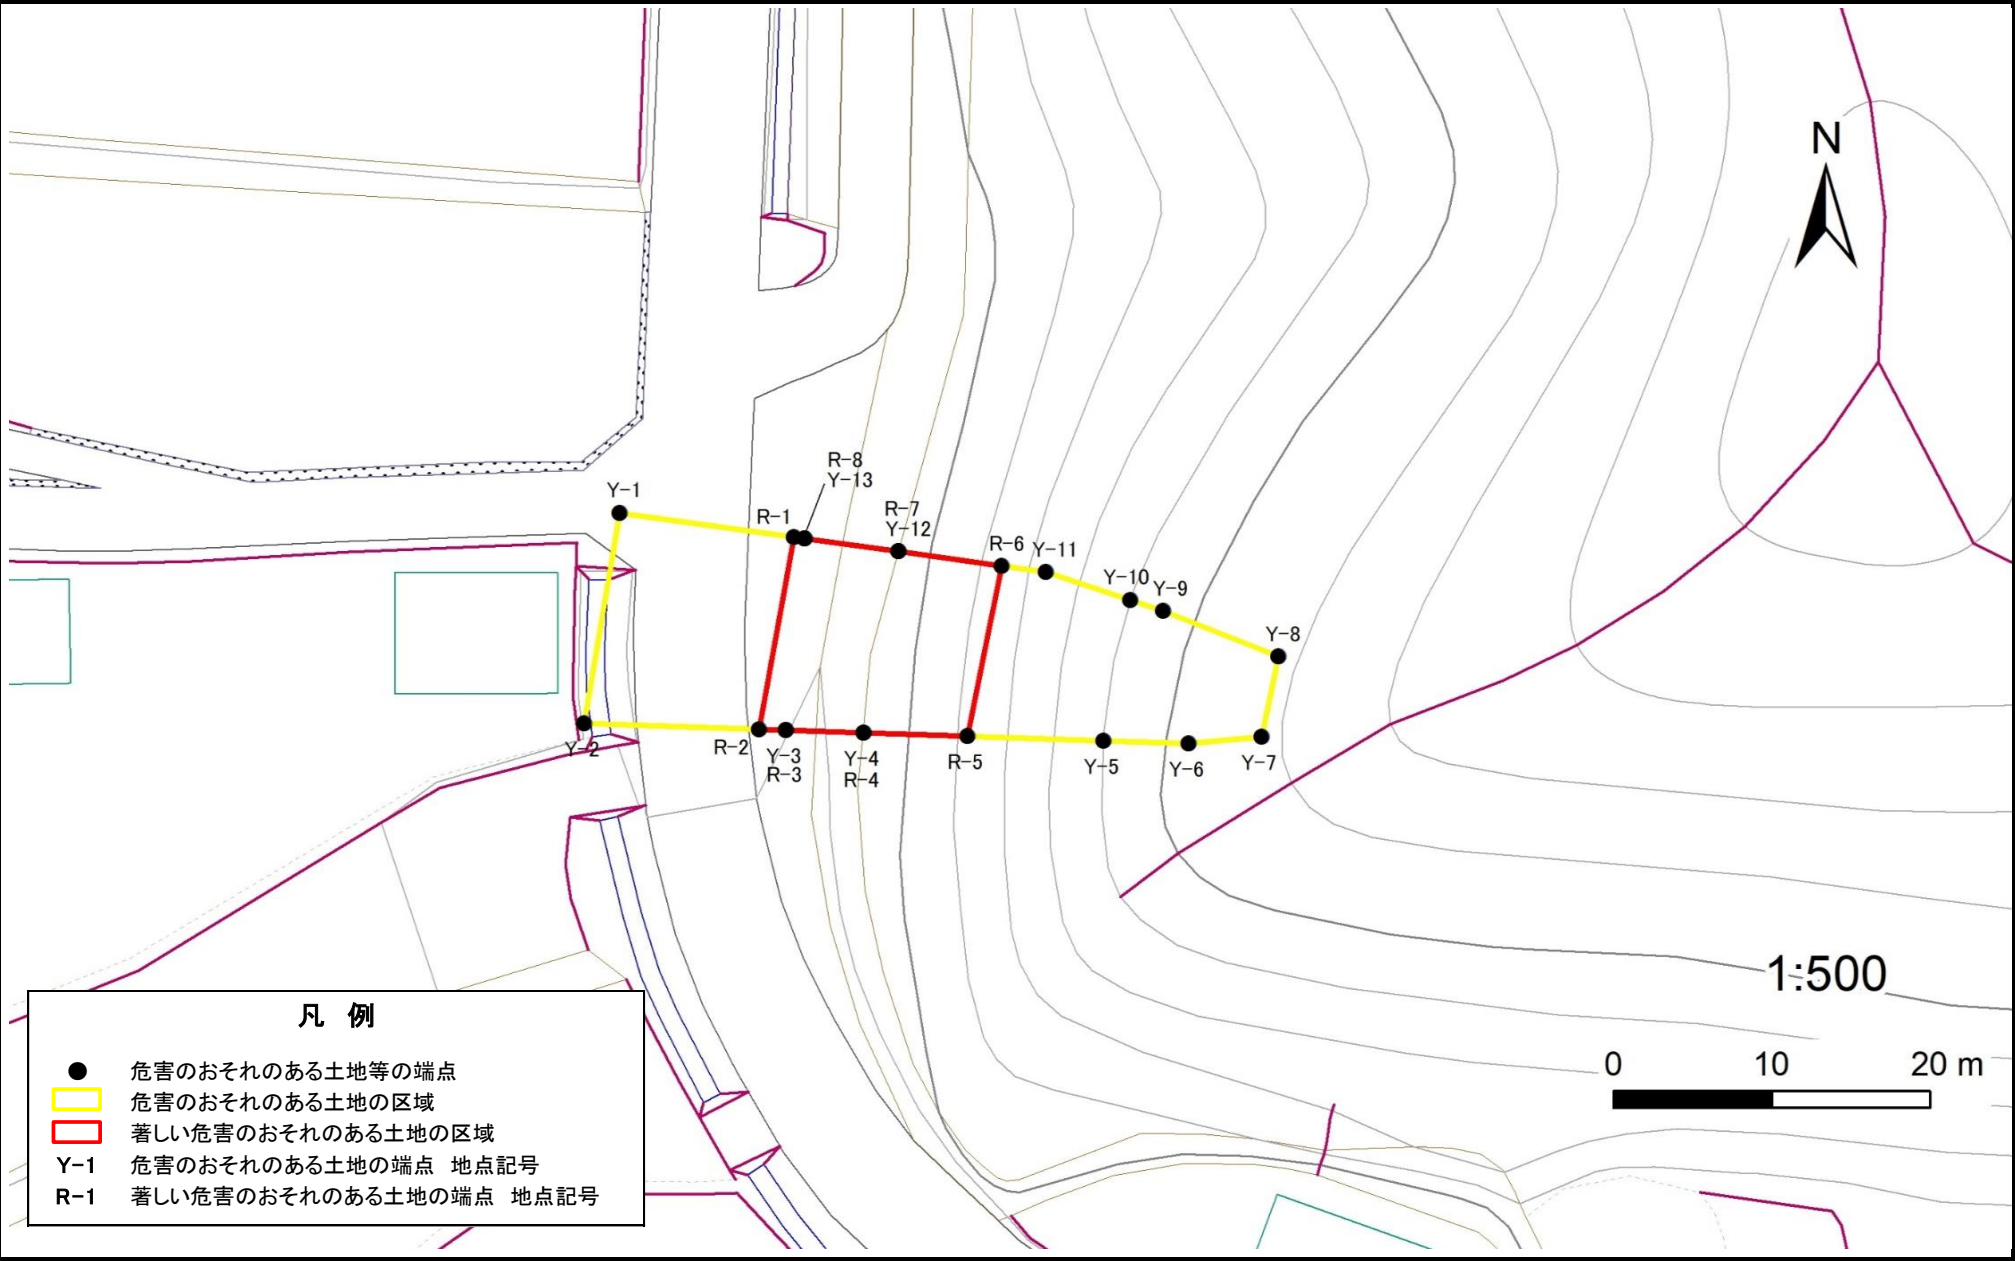 N
R-8
Y-13
Y-1
R-7
R-1
Y-12
R-6
Y-11
Y-10
Y-9
Y-8
Y-2
R-2
Y-3
R-3
Y-4
R-4
R-5
Y-5
Y-6
Y-7
1:500
0 10 20 m
凡 例
危害のおそれのある土地等の端点
危害のおそれのある土地の区域
著しい危害のおそれのある土地の区域
Y-1 危害のおそれのある土地の端点 地点記号
R-1 著しい危害のおそれのある土地の端点 地点記号